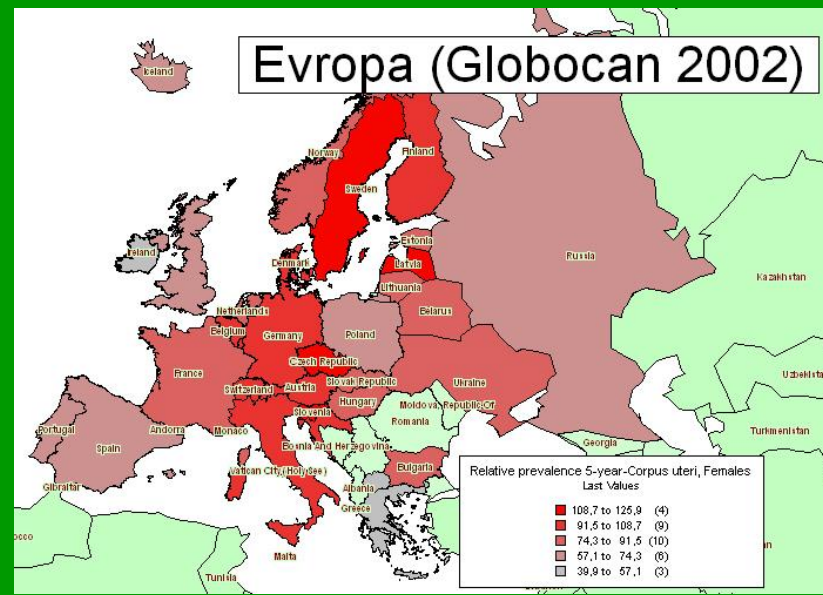 Evropa (Globocan 2002)
Iceland
Norway
Finland
Sweden
Estonia
Russia
Ireland
Denmark
Latvia
Lithuania
Kazakhstan
Netherlands
Belarus
Belgium
Germany
Poland
Czech Republic
France
Ukraine
Slovak Republic
Switzerland
Austria
Hungary
Slovenia
Moldova, Republic-Of
Romania
Portugal
Spain
Andorra
Monaco
Bosnia And Herzegovina
Georgia
Turkmenistan
Vatican City (Holy See)
Bulgaria
Albania
Gibraltar
Greece
Malta
Tunisia
Relative prevalence 5-year-Corpus uteri, Females
Last Values
108,7 to 125,9 (4)
91,5 to 108,7 (9)
74,3 to 91,5 (10)
57,1 to 74,3 (6)
39,9 to 57,1 (3)